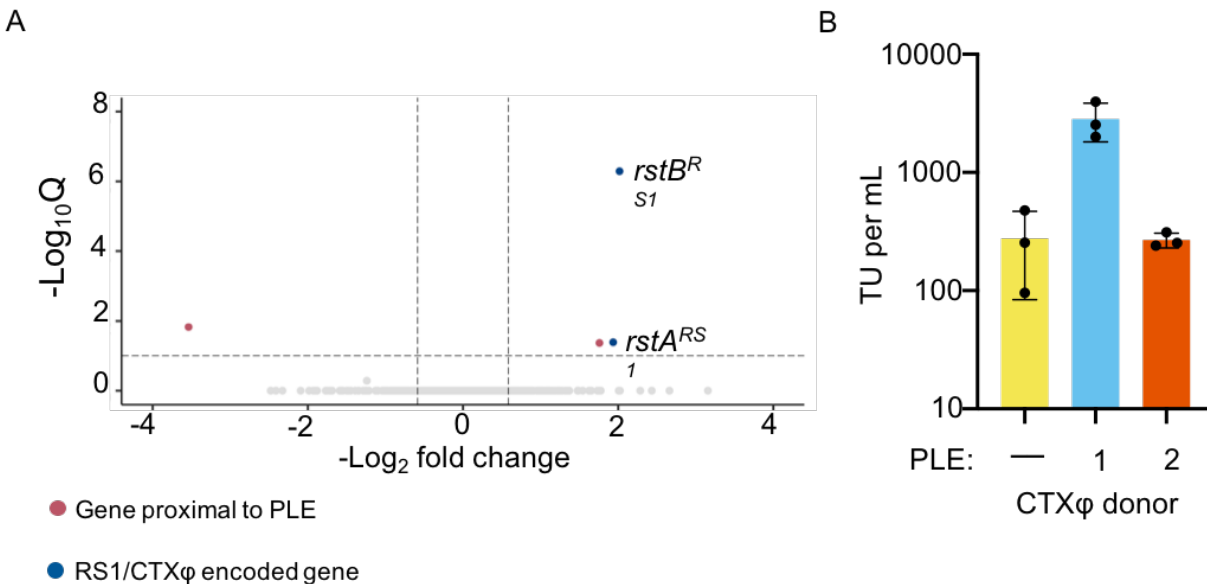 A
8
6
4
2
0
-Log₁₀Q
rstBᴿ
S1
rstAᴿˢ
1
-4
-2
0
2
4
-Log₂ fold change
Gene proximal to PLE
RS1/CTXφ encoded gene
B
10000
1000
100
10
TU per mL
PLE: — 1 2
CTXφ donor